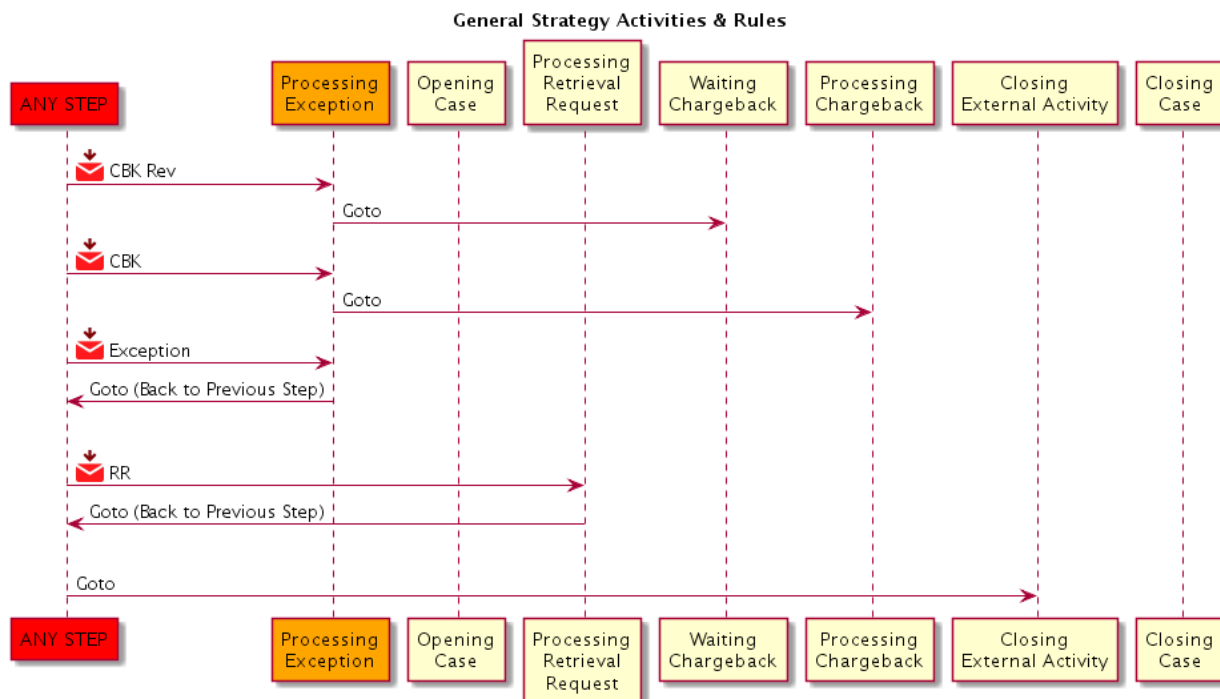 General Strategy Activities & Rules
ANY STEP
Processing
Exception
Opening
Case
Processing
Retrieval
Request
Waiting
Chargeback
Processing
Chargeback
Closing
External Activity
Closing
Case
CBK Rev
Goto
CBK
Goto
Exception
Goto (Back to Previous Step)
RR
Goto (Back to Previous Step)
Goto
ANY STEP
Processing
Exception
Opening
Case
Processing
Retrieval
Request
Waiting
Chargeback
Processing
Chargeback
Closing
External Activity
Closing
Case